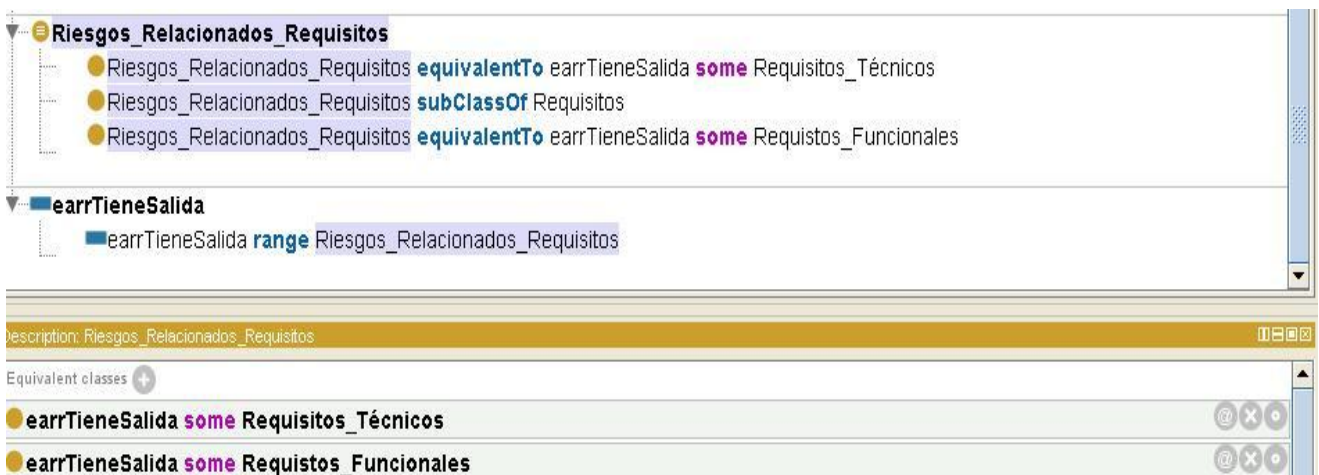 Riesgos_Relacionados_Requisitos
Riesgos_Relacionados_Requisitos equivalentTo earrTieneSalida some Requisitos_Técnicos
Riesgos_Relacionados_Requisitos subClassOf Requisitos
Riesgos_Relacionados_Requisitos equivalentTo earrTieneSalida some Requistos_Funcionales
earrTieneSalida
earrTieneSalida range Riesgos_Relacionados_Requisitos
Description: Riesgos_Relacionados_Requisitos
Equivalent classes
earrTieneSalida some Requisitos_Técnicos
earrTieneSalida some Requistos_Funcionales